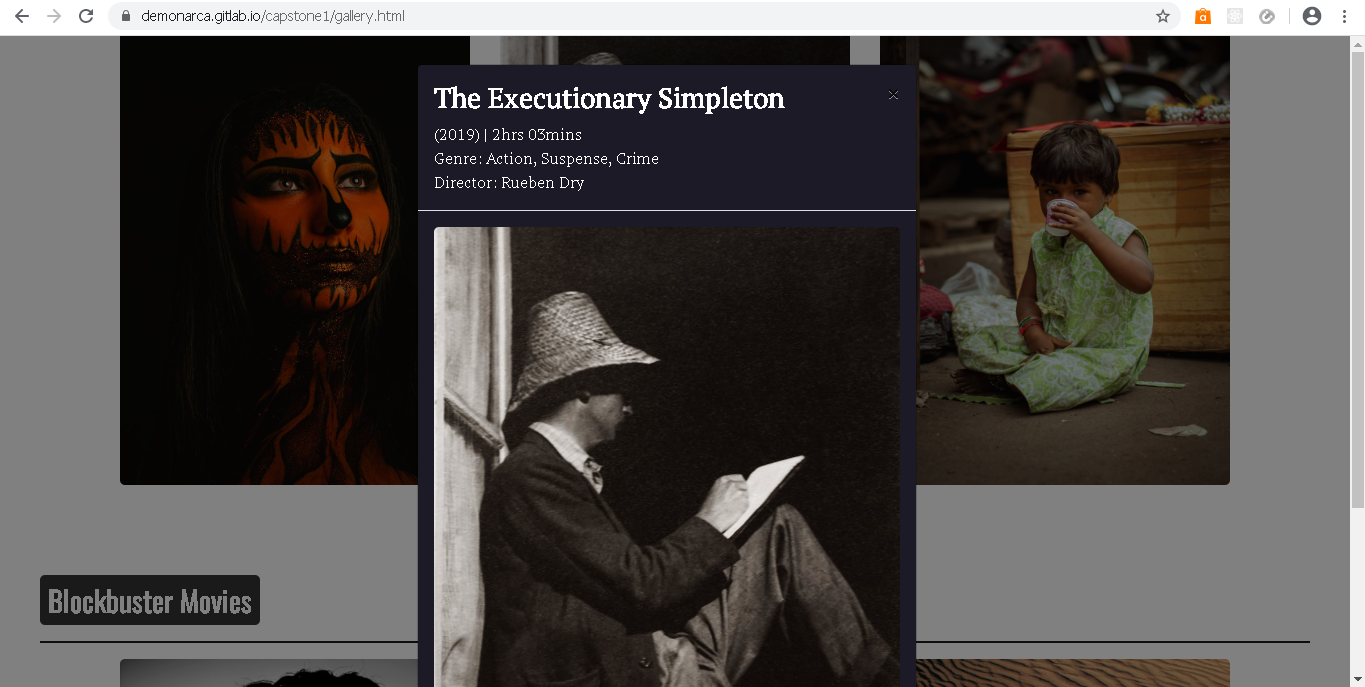 demonarca.gitlab.io/capstone1/gallery.html
The Executionary Simpleton
×
(2019) | 2hrs 03mins
Genre: Action, Suspense, Crime
Director: Rueben Dry
Blockbuster Movies